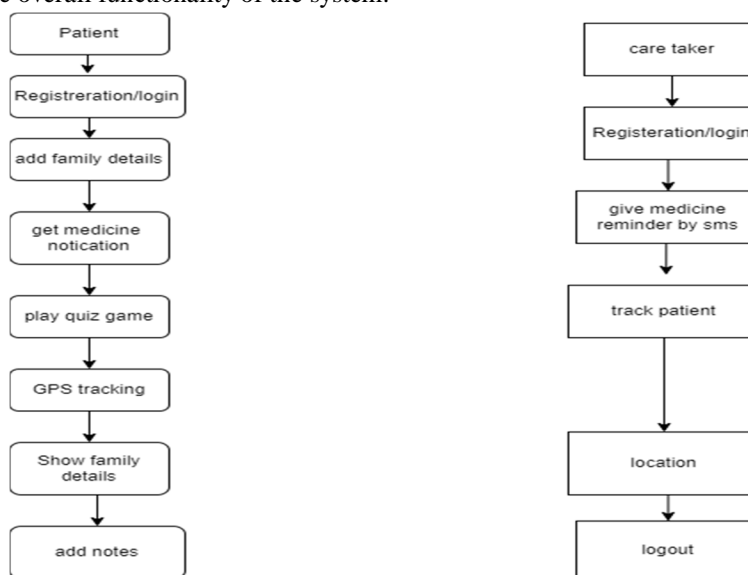 overall functionality of the system.
Patient
Registreration/login
add family details
get medicine
notication
play quiz game
GPS tracking
Show family
details
add notes
care taker
Registeration/login
give medicine
reminder by sms
track patient
location
logout